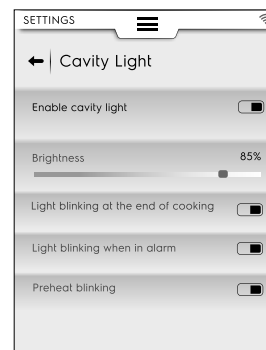 SETTINGS
Cavity Light
Enable cavity light
Brightness 85%
Light blinking at the end of cooking
Light blinking when in alarm
Preheat blinking